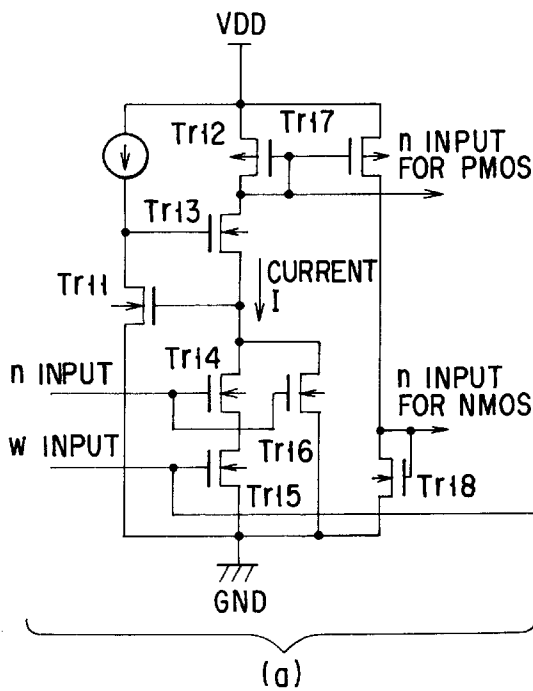 VDD
Tr12
Tr17
n INPUT
FOR PMOS
Tr13
CURRENT
I
Tr11
Tr14
n INPUT
n INPUT
FOR NMOS
W INPUT
Tr16
Tr15
Tr18
GND
(a)